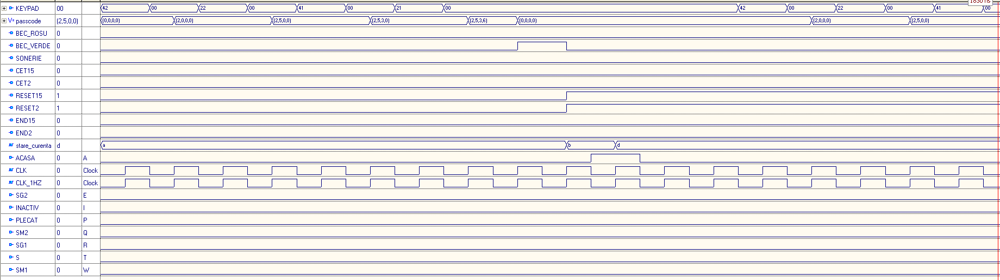 1830 ns
KEYPAD 00 42 00 22 00 41 00 21 00 42 00 22 00 41 00
V= passcode (2,5,0,0) (0,0,0,0) (2,0,0,0) (2,5,0,0) (2,5,3,0) (2,5,3,6) (0,0,0,0) (2,0,0,0) (2,5,0,0)
BEC_ROSU 0
BEC_VERDE 0
SONERIE 0
CET15 0
CET2 0
RESET15 1
RESET2 1
END15 0
END2 0
stare_curenta d a b d
ACASA 0 A
CLK 0 Clock
CLK_1HZ 0 Clock
SG2 0 E
INACTIV 0 I
PLECAT 0 P
SM2 0 Q
SG1 0 R
S 0 T
SM1 0 W